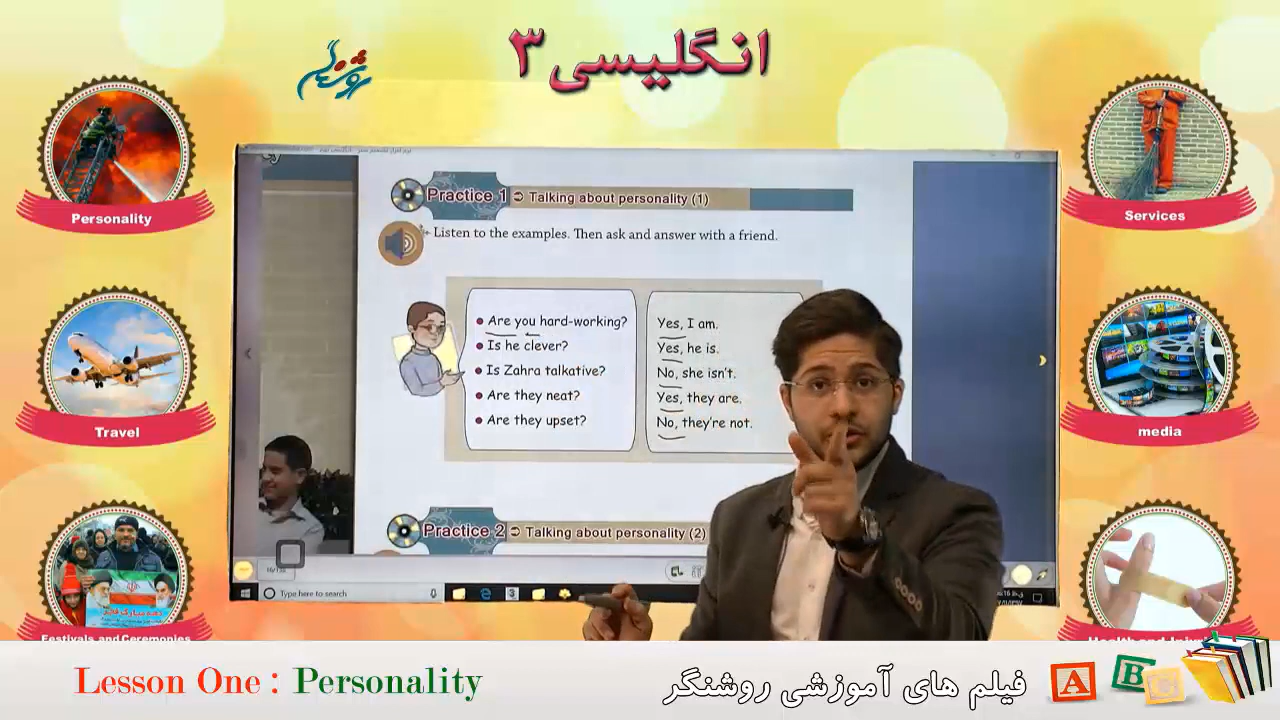 انگلیسی ۳
روشنگر
Personality
Services
Practice 1 ➲ Talking about personality (1)
Listen to the examples. Then ask and answer with a friend.
• Are you hard-working? Yes, I am.
• Is he clever? Yes, he is.
• Is Zahra talkative? No, she isn't.
• Are they neat? Yes, they are.
• Are they upset? No, they're not.
Travel
media
Practice 2 ➲ Talking about personality (2)
Type here to search
Festivals and Ceremonies
Lesson One : Personality
فیلم های آموزشی روشنگر
A B C